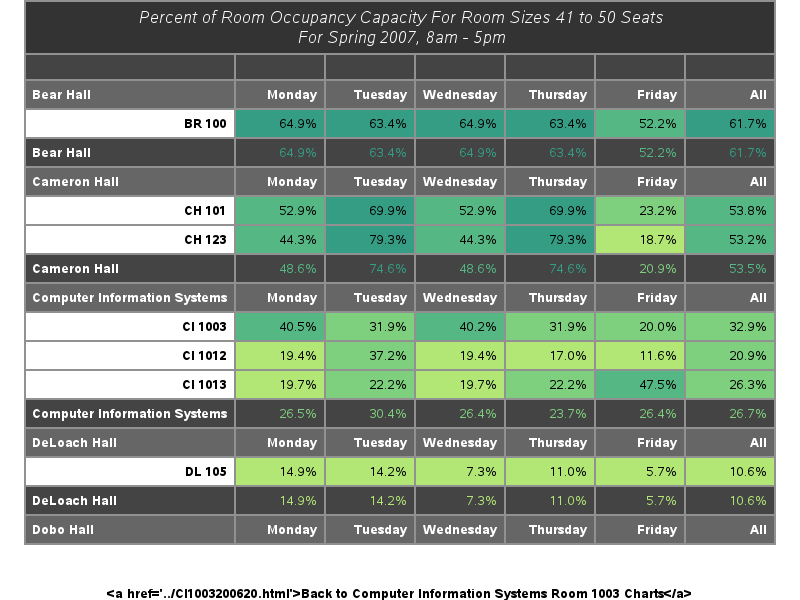 Percent of Room Occupancy Capacity For Room Sizes 41 to 50 Seats
For Spring 2007, 8am - 5pm
Bear Hall Monday Tuesday Wednesday Thursday Friday All
BR 100 64.9% 63.4% 64.9% 63.4% 52.2% 61.7%
Bear Hall 64.9% 63.4% 64.9% 63.4% 52.2% 61.7%
Cameron Hall Monday Tuesday Wednesday Thursday Friday All
CH 101 52.9% 69.9% 52.9% 69.9% 23.2% 53.8%
CH 123 44.3% 79.3% 44.3% 79.3% 18.7% 53.2%
Cameron Hall 48.6% 74.6% 48.6% 74.6% 20.9% 53.5%
Computer Information Systems Monday Tuesday Wednesday Thursday Friday All
CI 1003 40.5% 31.9% 40.2% 31.9% 20.0% 32.9%
CI 1012 19.4% 37.2% 19.4% 17.0% 11.6% 20.9%
CI 1013 19.7% 22.2% 19.7% 22.2% 47.5% 26.3%
Computer Information Systems 26.5% 30.4% 26.4% 23.7% 26.4% 26.7%
DeLoach Hall Monday Tuesday Wednesday Thursday Friday All
DL 105 14.9% 14.2% 7.3% 11.0% 5.7% 10.6%
DeLoach Hall 14.9% 14.2% 7.3% 11.0% 5.7% 10.6%
Dobo Hall Monday Tuesday Wednesday Thursday Friday All
<a href='../CI1003200620.html'>Back to Computer Information Systems Room 1003 Charts</a>